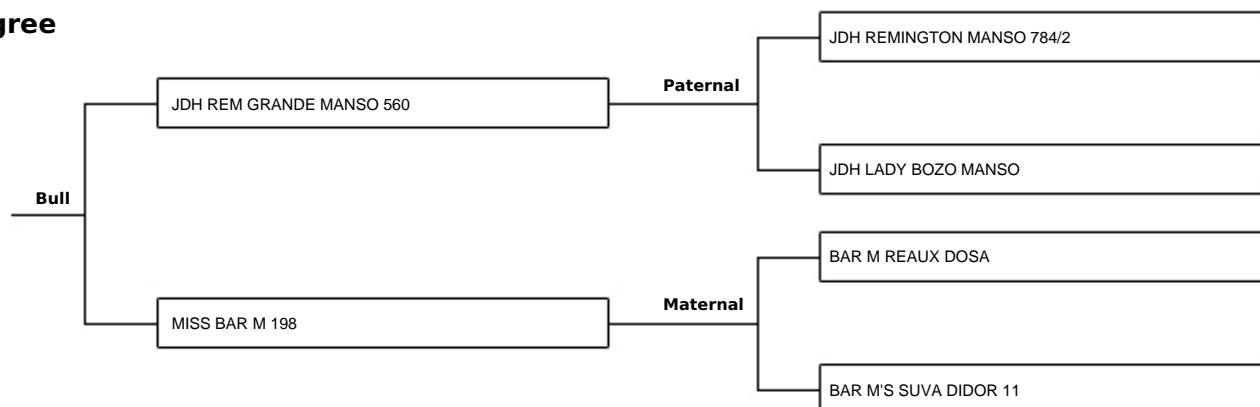 gree
JDH REMINGTON MANSO 784/2
Paternal
JDH REM GRANDE MANSO 560
JDH LADY BOZO MANSO
Bull
BAR M REAUX DOSA
Maternal
MISS BAR M 198
BAR M'S SUVA DIDOR 11